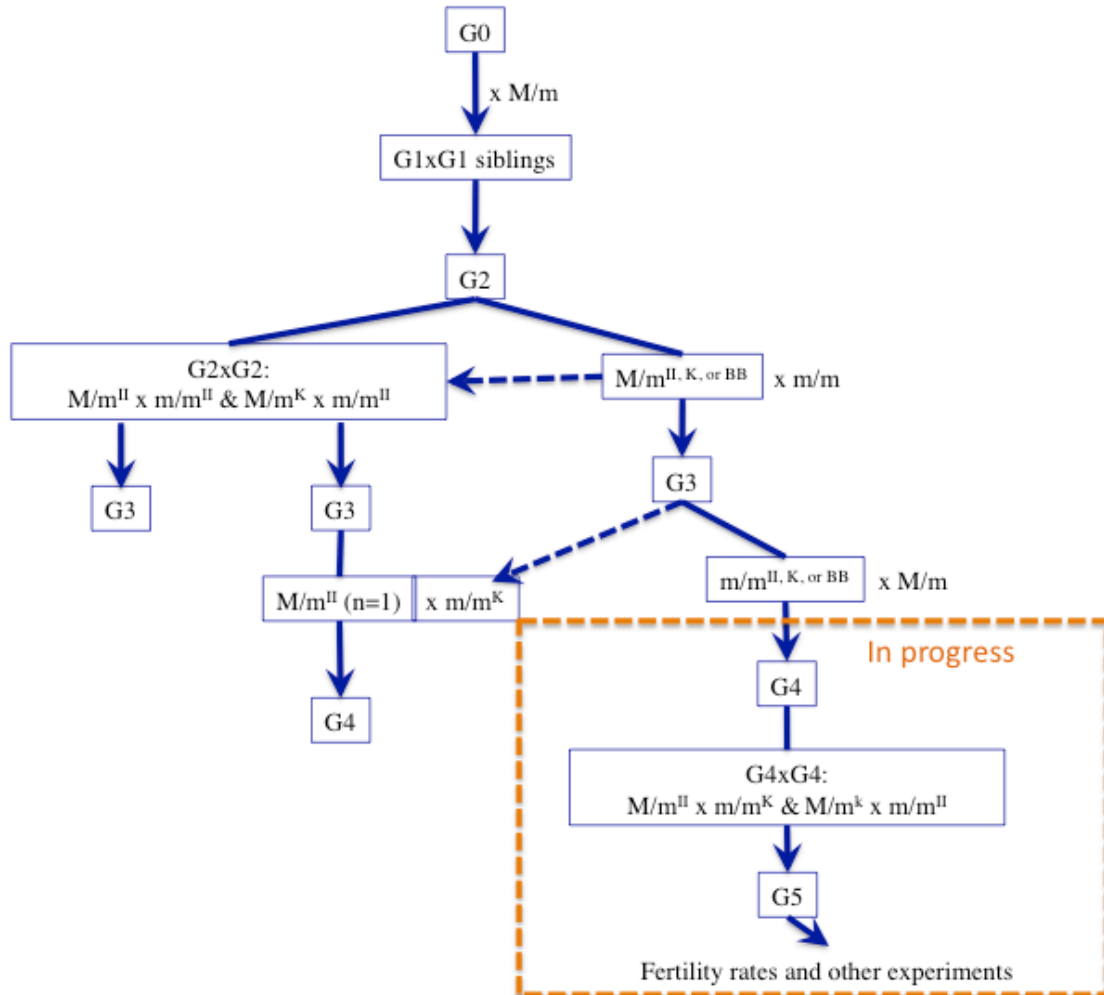 G0
x M/m
G1xG1 siblings
G2
G2xG2:
M/m^II x m/m^II & M/m^K x m/m^II
M/m^II, K, or BB x m/m
G3
G3
G3
M/m^II (n=1) x m/m^K
m/m^II, K, or BB x M/m
In progress
G4
G4
G4xG4:
M/m^II x m/m^K & M/m^k x m/m^II
G5
Fertility rates and other experiments